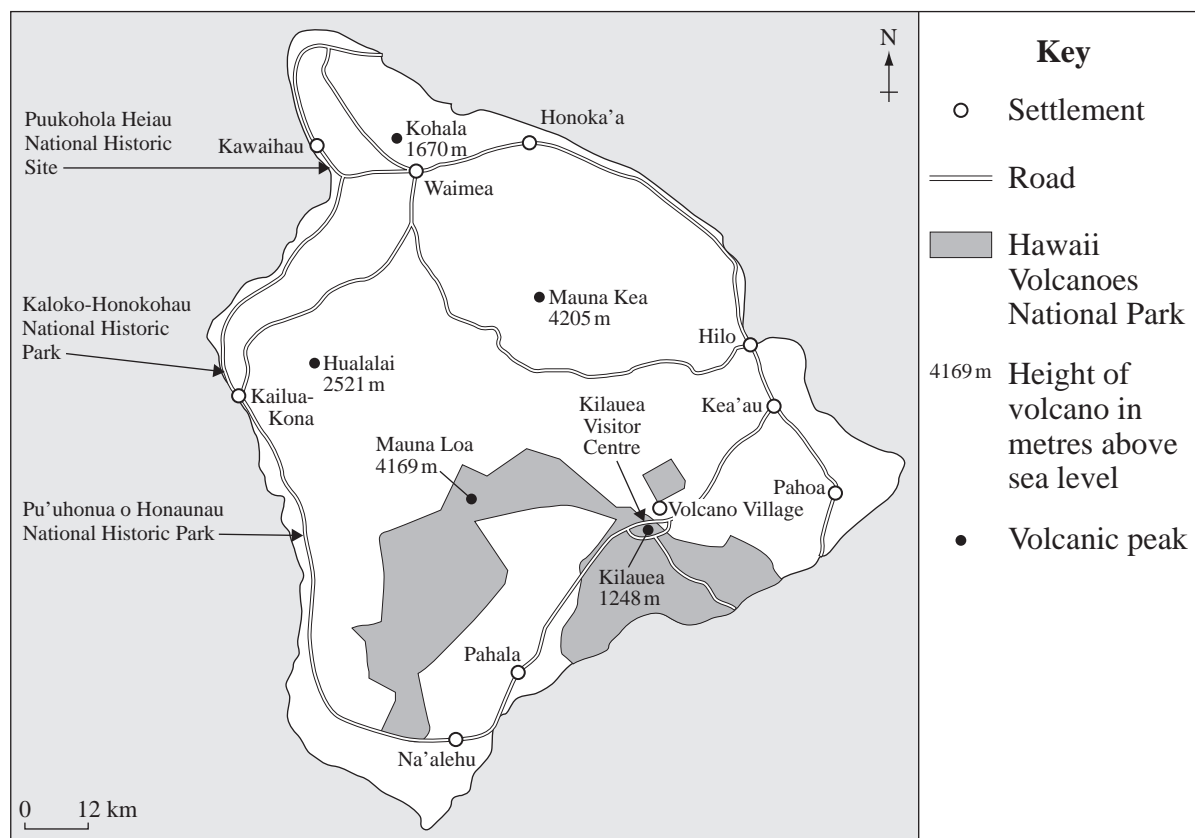 N
Puukohola Heiau
National Historic
Site
Kawaihau
Kohala
1670 m
Honoka'a
Waimea
Mauna Kea
4205 m
Kaloko-Honokohau
National Historic
Park
Hualalai
2521 m
Hilo
Kailua-
Kona
Kea'au
Kilauea
Visitor
Centre
Mauna Loa
4169 m
Pahoa
Volcano Village
Pu'uhonua o Honaunau
National Historic Park
Kilauea
1248 m
Pahala
Na'alehu
0 12 km
Key
Settlement
Road
Hawaii
Volcanoes
National Park
4169 m Height of
volcano in
metres above
sea level
Volcanic peak